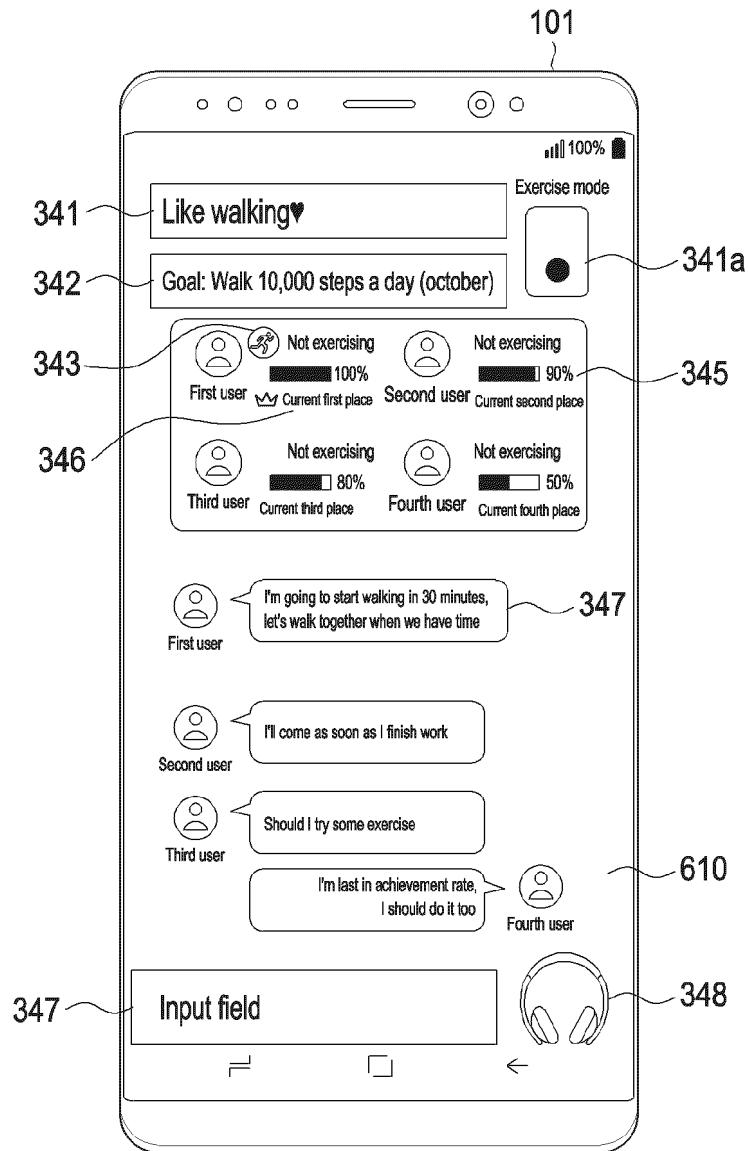 101
100%
Exercise mode
341
Like walking♥
341a
342
Goal: Walk 10,000 steps a day (october)
343
Not exercising
Not exercising
100%
90%
345
First user
Current first place
Second user
Current second place
346
Not exercising
Not exercising
80%
50%
Third user
Current third place
Fourth user
Current fourth place
I'm going to start walking in 30 minutes,
let's walk together when we have time
347
First user
I'll come as soon as I finish work
Second user
Should I try some exercise
Third user
I'm last in achievement rate,
I should do it too
610
Fourth user
347
Input field
348